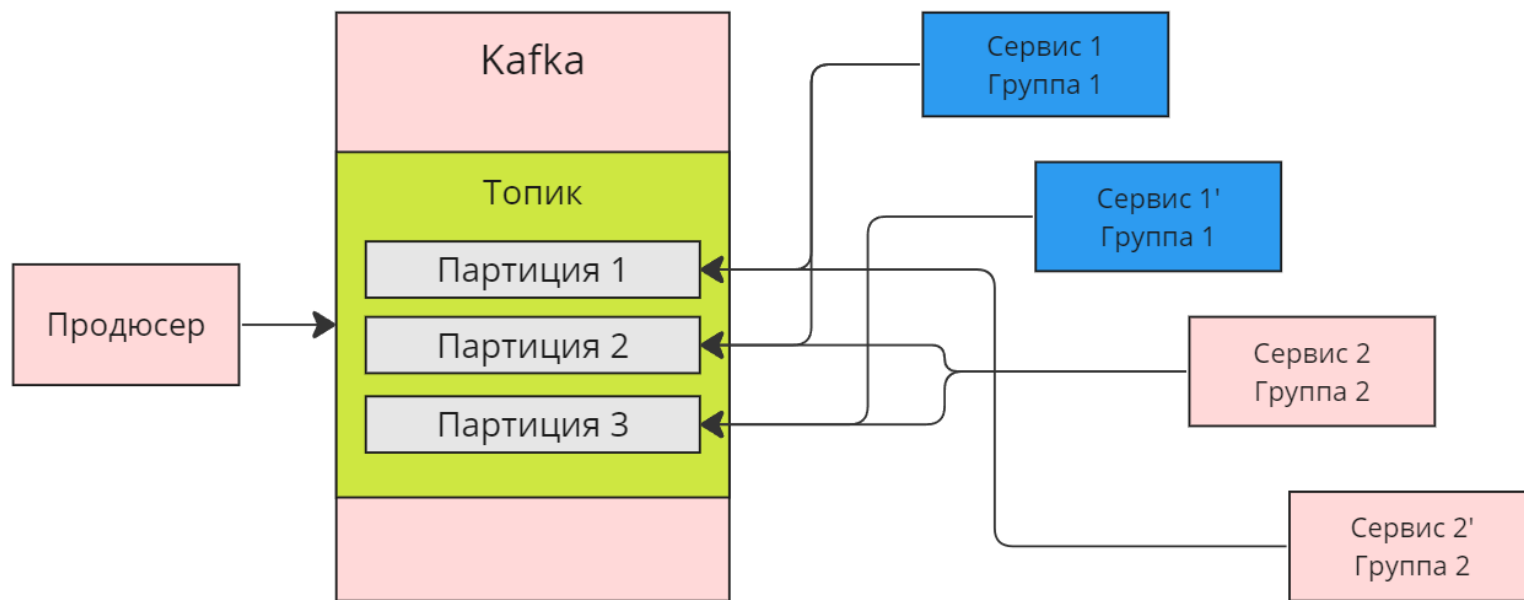 Kafka
Топик
Партиция 1
Партиция 2
Партиция 3
Продюсер
Сервис 1
Группа 1
Сервис 1'
Группа 1
Сервис 2
Группа 2
Сервис 2'
Группа 2